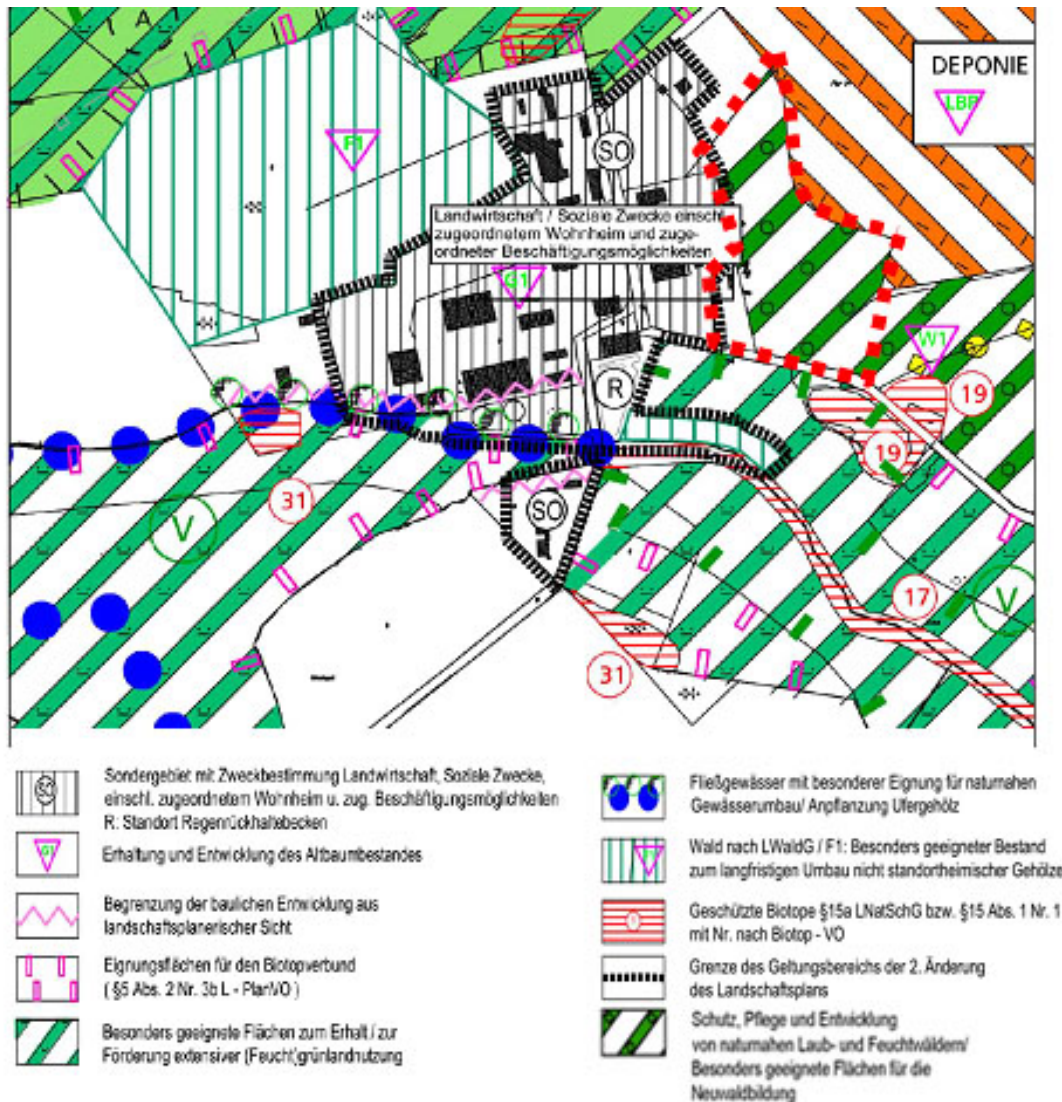 DEPONIE
LBP
F1
SO
Landwirtschaft / Soziale Zwecke einschl.
zugeordnetem Wohnheim und zuge-
ordneter Beschäftigungsmöglichkeiten
G1
W1
R
19
19
31
SO
V
17
V
31
Sondergebiet mit Zweckbestimmung Landwirtschaft, Soziale Zwecke,
einschl. zugeordnetem Wohnheim u. zug. Beschäftigungsmöglichkeiten
R: Standort Regenrückhaltebecken
Erhaltung und Entwicklung des Altbaumbestandes
Begrenzung der baulichen Entwicklung aus
landschaftsplanerischer Sicht
Eignungsflächen für den Biotopverbund
( §5 Abs. 2 Nr. 3b L - PlanVO )
Besonders geeignete Flächen zum Erhalt / zur
Förderung extensiver (Feucht)grünlandnutzung
Fließgewässer mit besonderer Eignung für naturnahen
Gewässerumbau/ Anpflanzung Ufergehölz
Wald nach LWaldG / F1: Besonders geeigneter Bestand
zum langfristigen Umbau nicht standortheimischer Gehölze
Geschützte Biotope §15a LNatSchG bzw. §15 Abs. 1 Nr. 1
mit Nr. nach Biotop - VO
Grenze des Geltungsbereichs der 2. Änderung
des Landschaftsplans
Schutz, Pflege und Entwicklung
von naturnahen Laub- und Feuchtwäldern/
Besonders geeignete Flächen für die
Neuwaldbildung